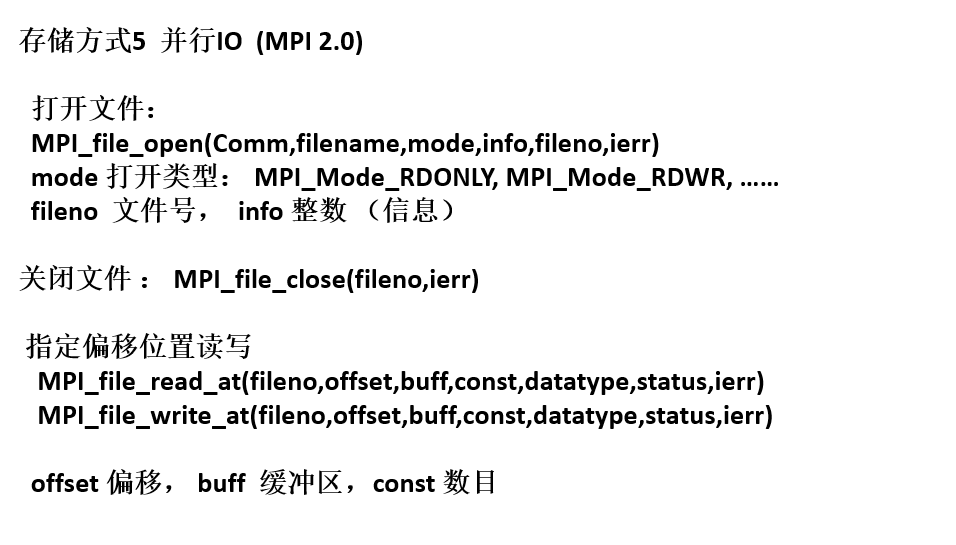 存储方式5 并行IO (MPI 2.0)
打开文件：
MPI_file_open(Comm,filename,mode,info,fileno,ierr)
mode 打开类型： MPI_Mode_RDONLY, MPI_Mode_RDWR, ……
fileno 文件号， info 整数 （信息）
关闭文件 ： MPI_file_close(fileno,ierr)
指定偏移位置读写
MPI_file_read_at(fileno,offset,buff,const,datatype,status,ierr)
MPI_file_write_at(fileno,offset,buff,const,datatype,status,ierr)
offset 偏移， buff 缓冲区，const 数目